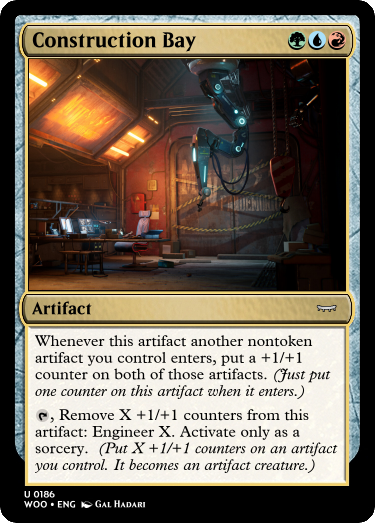 Construction Bay
Artifact
Whenever this artifact another nontoken
artifact you control enters, put a +1/+1
counter on both of those artifacts. (Just put
one counter on this artifact when it enters.)
, Remove X +1/+1 counters from this
artifact: Engineer X. Activate only as a
sorcery. (Put X +1/+1 counters on an artifact
you control. It becomes an artifact creature.)
U 0186
WOO • ENG Gal Hadari